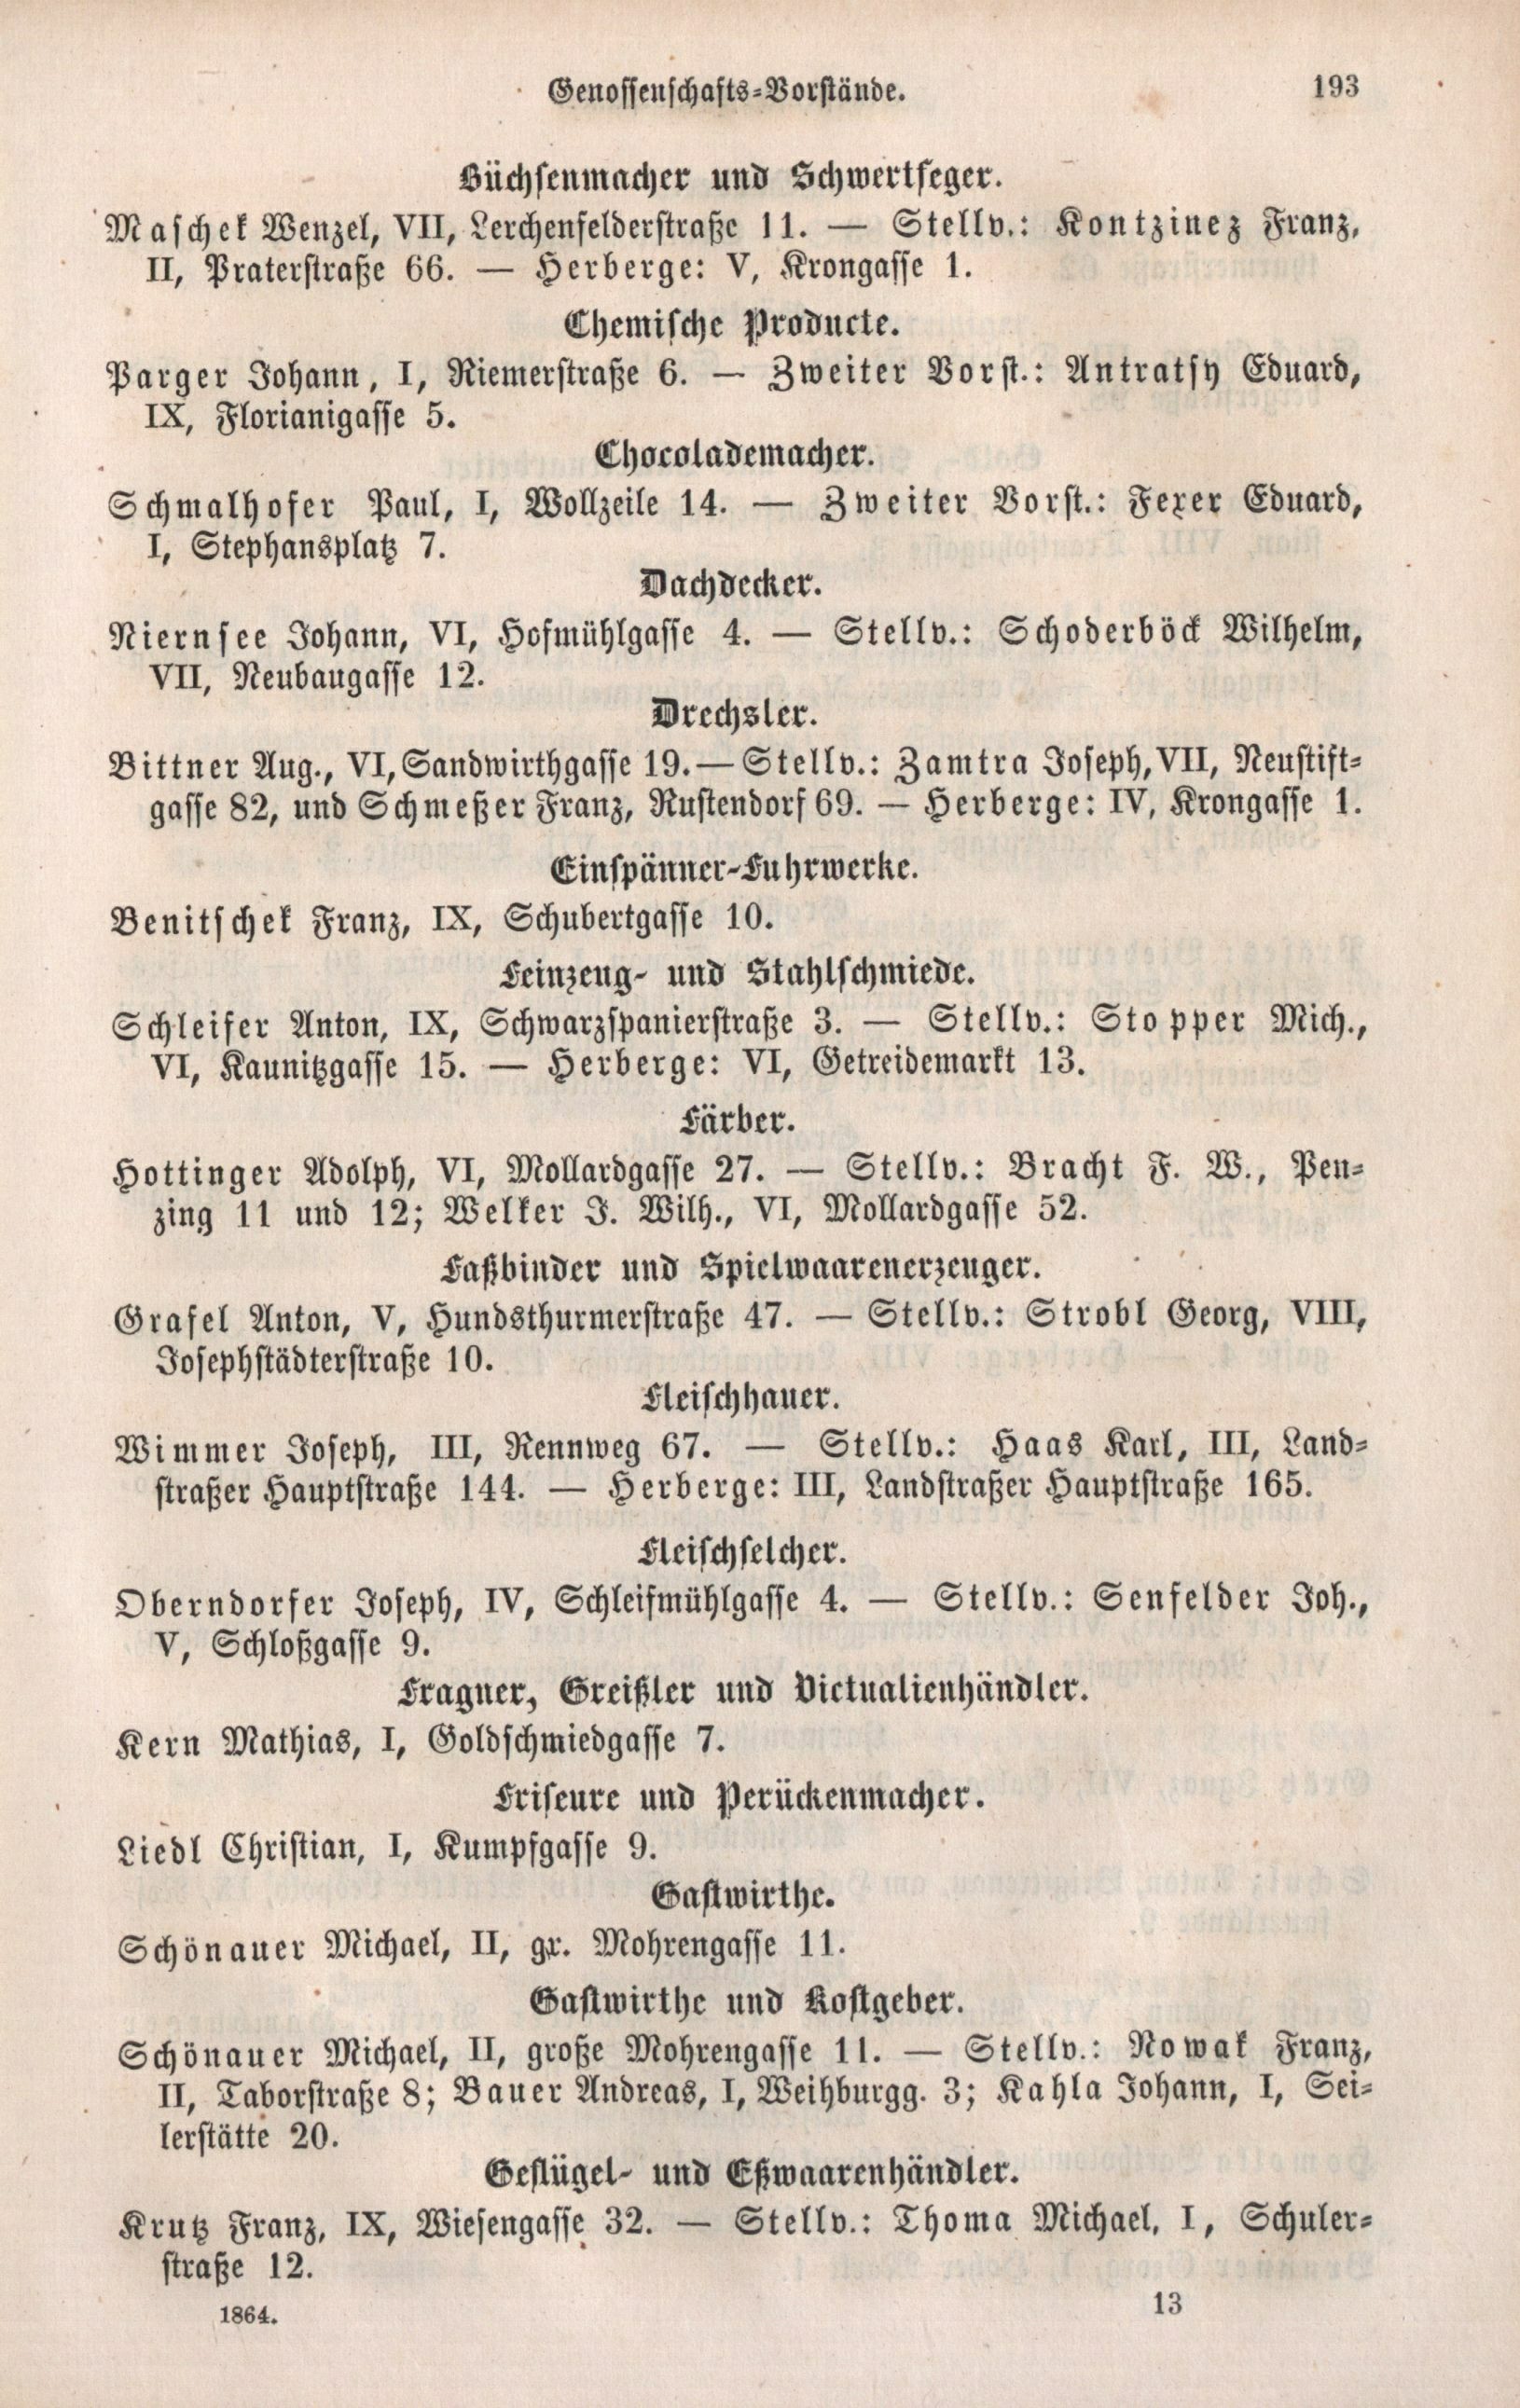 Genossenschafts-Vorstände. 193
Büchsenmacher und Schwertfeger.
Maschek Wenzel, VII, Lerchenfelderstraße 11. — Stellv.: Kontzinez Franz,
II, Praterstraße 66. — Herberge: V, Krongasse 1.
Chemische Producte.
Parger Johann, I, Riemerstraße 6. — Zweiter Vorst.: Antratsy Eduard,
IX, Florianigasse 5.
Chocolademacher.
Schmalhofer Paul, I, Wollzeile 14. — Zweiter Vorst.: Fexer Eduard,
I, Stephansplatz 7.
Dachdecker.
Niernsee Johann, VI, Hofmühlgasse 4. — Stellv.: Schoderböck Wilhelm,
VII, Neubaugasse 12.
Drechsler.
Bittner Aug., VI, Sandwirthgasse 19. — Stellv.: Zamtra Joseph, VII, Neustift-
gasse 82, und Schmeßer Franz, Rustendorf 69. — Herberge: IV, Krongasse 1.
Einspänner-Fuhrwerke.
Benitschek Franz, IX, Schubertgasse 10.
Feinzeug- und Stahlschmiede.
Schleifer Anton, IX, Schwarzspanierstraße 3. — Stellv.: Stopper Mich.,
VI, Kaunitzgasse 15. — Herberge: VI, Getreidemarkt 13.
Färber.
Hottinger Adolph, VI, Mollardgasse 27. — Stellv.: Bracht F. W., Pen-
zing 11 und 12; Welker J. Wilh., VI, Mollardgasse 52.
Faßbinder und Spielwaarenerzeuger.
Grafel Anton, V, Hundsthurmerstraße 47. — Stellv.: Strobl Georg, VIII,
Josephstädterstraße 10.
Fleischhauer.
Wimmer Joseph, III, Rennweg 67. — Stellv.: Haas Karl, III, Land-
straßer Hauptstraße 144. — Herberge: III, Landstraßer Hauptstraße 165.
Fleischselcher.
Oberndorfer Joseph, IV, Schleifmühlgasse 4. — Stellv.: Senfelder Joh.,
V, Schloßgasse 9.
Fragner, Greißler und Victualienhändler.
Kern Mathias, I, Goldschmiedgasse 7.
Friseure und Perückenmacher.
Liedl Christian, I, Kumpfgasse 9.
Gastwirthe.
Schönauer Michael, II, gr. Mohrengasse 11.
Gastwirthe und Kostgeber.
Schönauer Michael, II, große Mohrengasse 11. — Stellv.: Nowak Franz,
II, Taborstraße 8; Bauer Andreas, I, Weihburgg. 3; Kahla Johann, I, Sei-
lerstätte 20.
Geflügel- und Eßwaarenhändler.
Krutz Franz, IX, Wiesengasse 32. — Stellv.: Thoma Michael, I, Schuler-
straße 12.
1864. 13